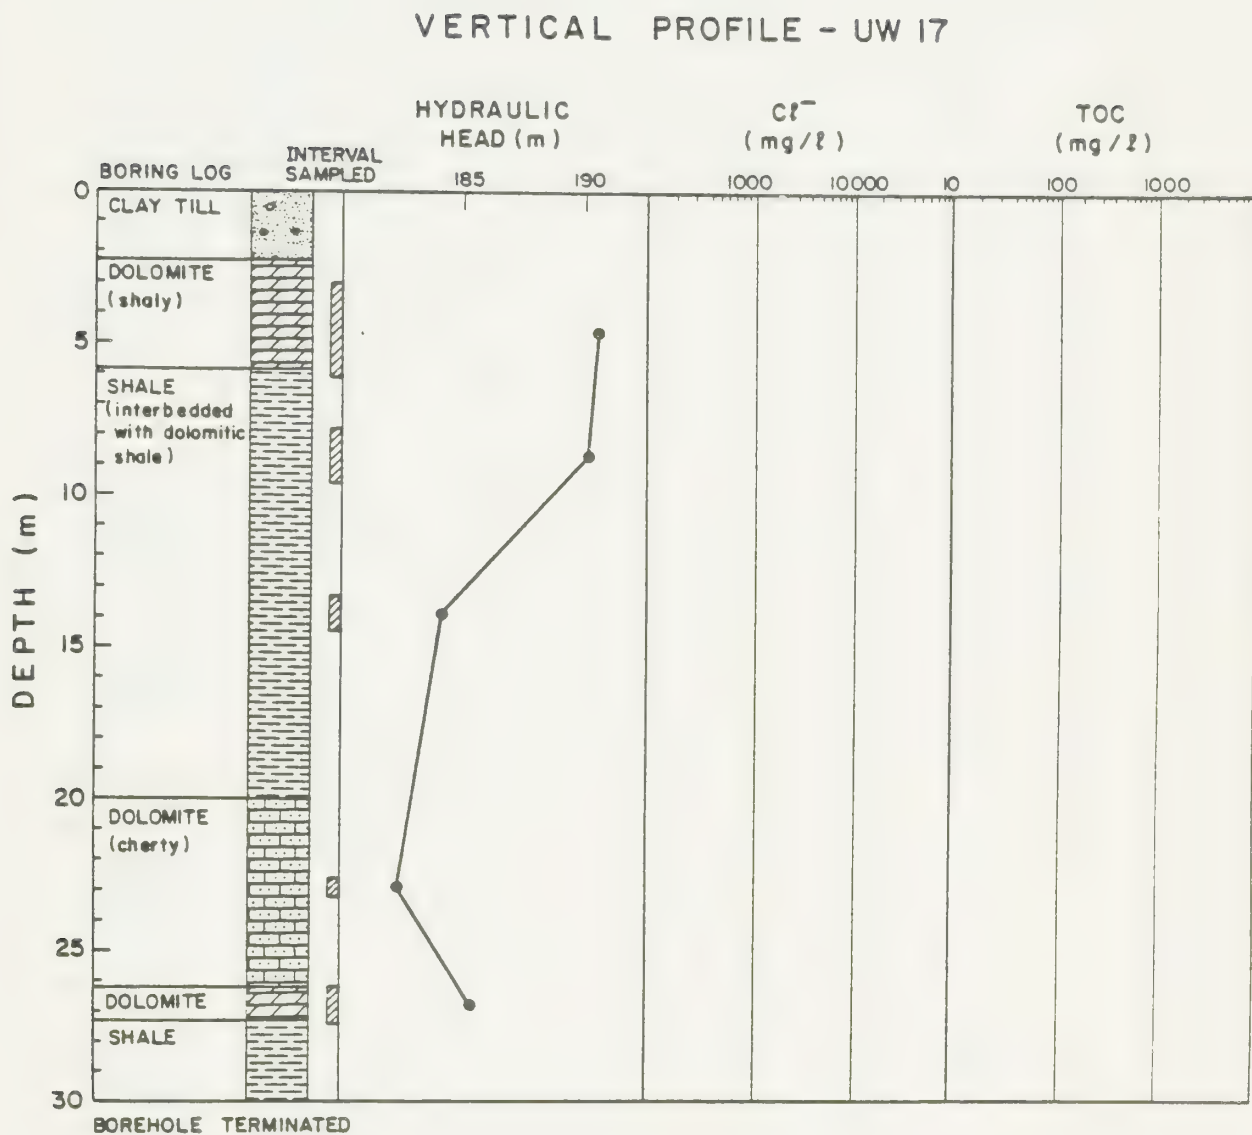 VERTICAL PROFILE - UW 17
HYDRAULIC
HEAD (m)
Cℓ⁻
(mg/ℓ)
TOC
(mg/ℓ)
BORING LOG
INTERVAL
SAMPLED
185
190
1000
10000
10
100
1000
DEPTH (m)
0
5
10
15
20
25
30
CLAY TILL
DOLOMITE
(shaly)
SHALE
(interbedded
with dolomitic
shale)
DOLOMITE
(cherty)
DOLOMITE
SHALE
BOREHOLE TERMINATED